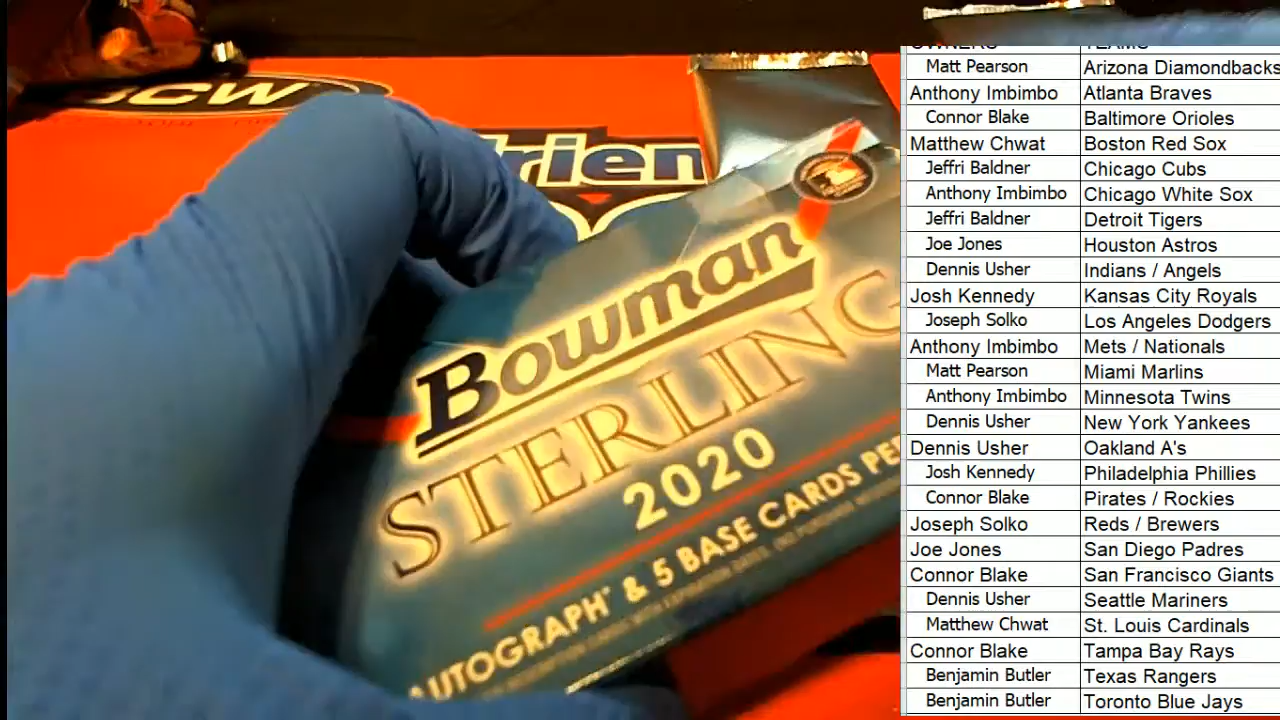 BCW
rien
Bowman
STERLING
2020
AUTOGRAPH & 5 BASE CARDS PE
OWNERS TEAMS
Matt Pearson Arizona Diamondbacks
Anthony Imbimbo Atlanta Braves
Connor Blake Baltimore Orioles
Matthew Chwat Boston Red Sox
Jeffri Baldner Chicago Cubs
Anthony Imbimbo Chicago White Sox
Jeffri Baldner Detroit Tigers
Joe Jones Houston Astros
Dennis Usher Indians / Angels
Josh Kennedy Kansas City Royals
Joseph Solko Los Angeles Dodgers
Anthony Imbimbo Mets / Nationals
Matt Pearson Miami Marlins
Anthony Imbimbo Minnesota Twins
Dennis Usher New York Yankees
Dennis Usher Oakland A's
Josh Kennedy Philadelphia Phillies
Connor Blake Pirates / Rockies
Joseph Solko Reds / Brewers
Joe Jones San Diego Padres
Connor Blake San Francisco Giants
Dennis Usher Seattle Mariners
Matthew Chwat St. Louis Cardinals
Connor Blake Tampa Bay Rays
Benjamin Butler Texas Rangers
Benjamin Butler Toronto Blue Jays